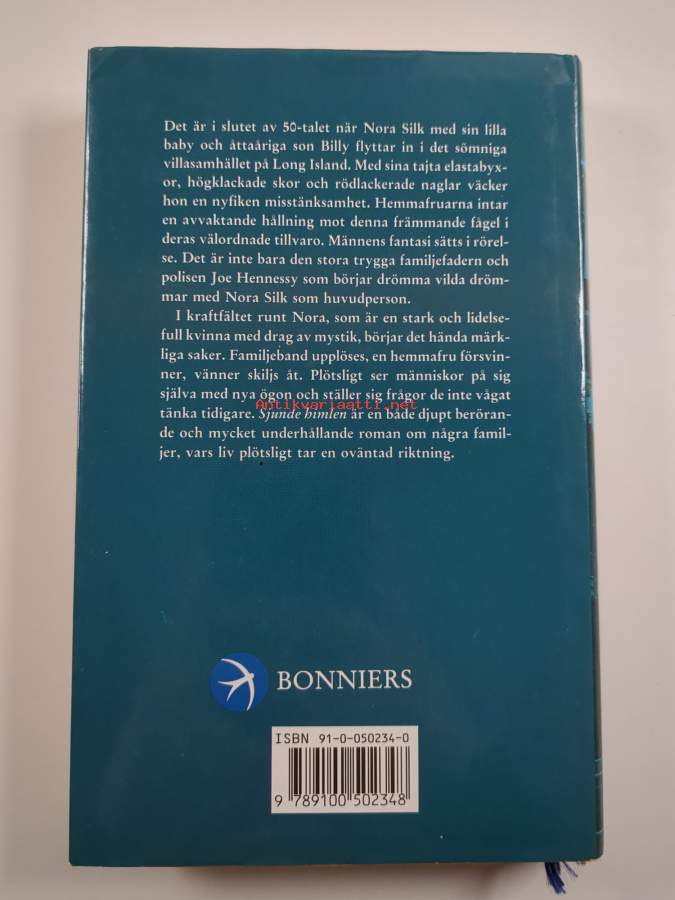 Det är i slutet av 50-talet när Nora Silk med sin lilla
baby och åttaåriga son Billy flyttar in i det sömniga
villasamhället på Long Island. Med sina tajta elastabyx-
or, högklackade skor och rödlackerade naglar väcker
hon en nyfiken misstänksamhet. Hemmafruarna intar
en avvaktande hållning mot denna främmande fågel i
deras välordnade tillvaro. Männens fantasi sätts i rörel-
se. Det är inte bara den stora trygga familjefadern och
polisen Joe Hennessy som börjar drömma vilda dröm-
mar med Nora Silk som huvudperson.
I kraftfältet runt Nora, som är en stark och lidelse-
full kvinna med drag av mystik, börjar det hända märk-
liga saker. Familjeband upplöses, en hemmafru försvin-
ner, vänner skiljs åt. Plötsligt ser människor på sig
själva med nya ögon och ställer sig frågor de inte vågat
tänka tidigare. Sjunde himlen är en både djupt beröran-
de och mycket underhållande roman om några famil-
jer, vars liv plötsligt tar en oväntad riktning.
Antikvariaatti.net
BONNIERS
ISBN 91-0-050234-0
9 789100 502348